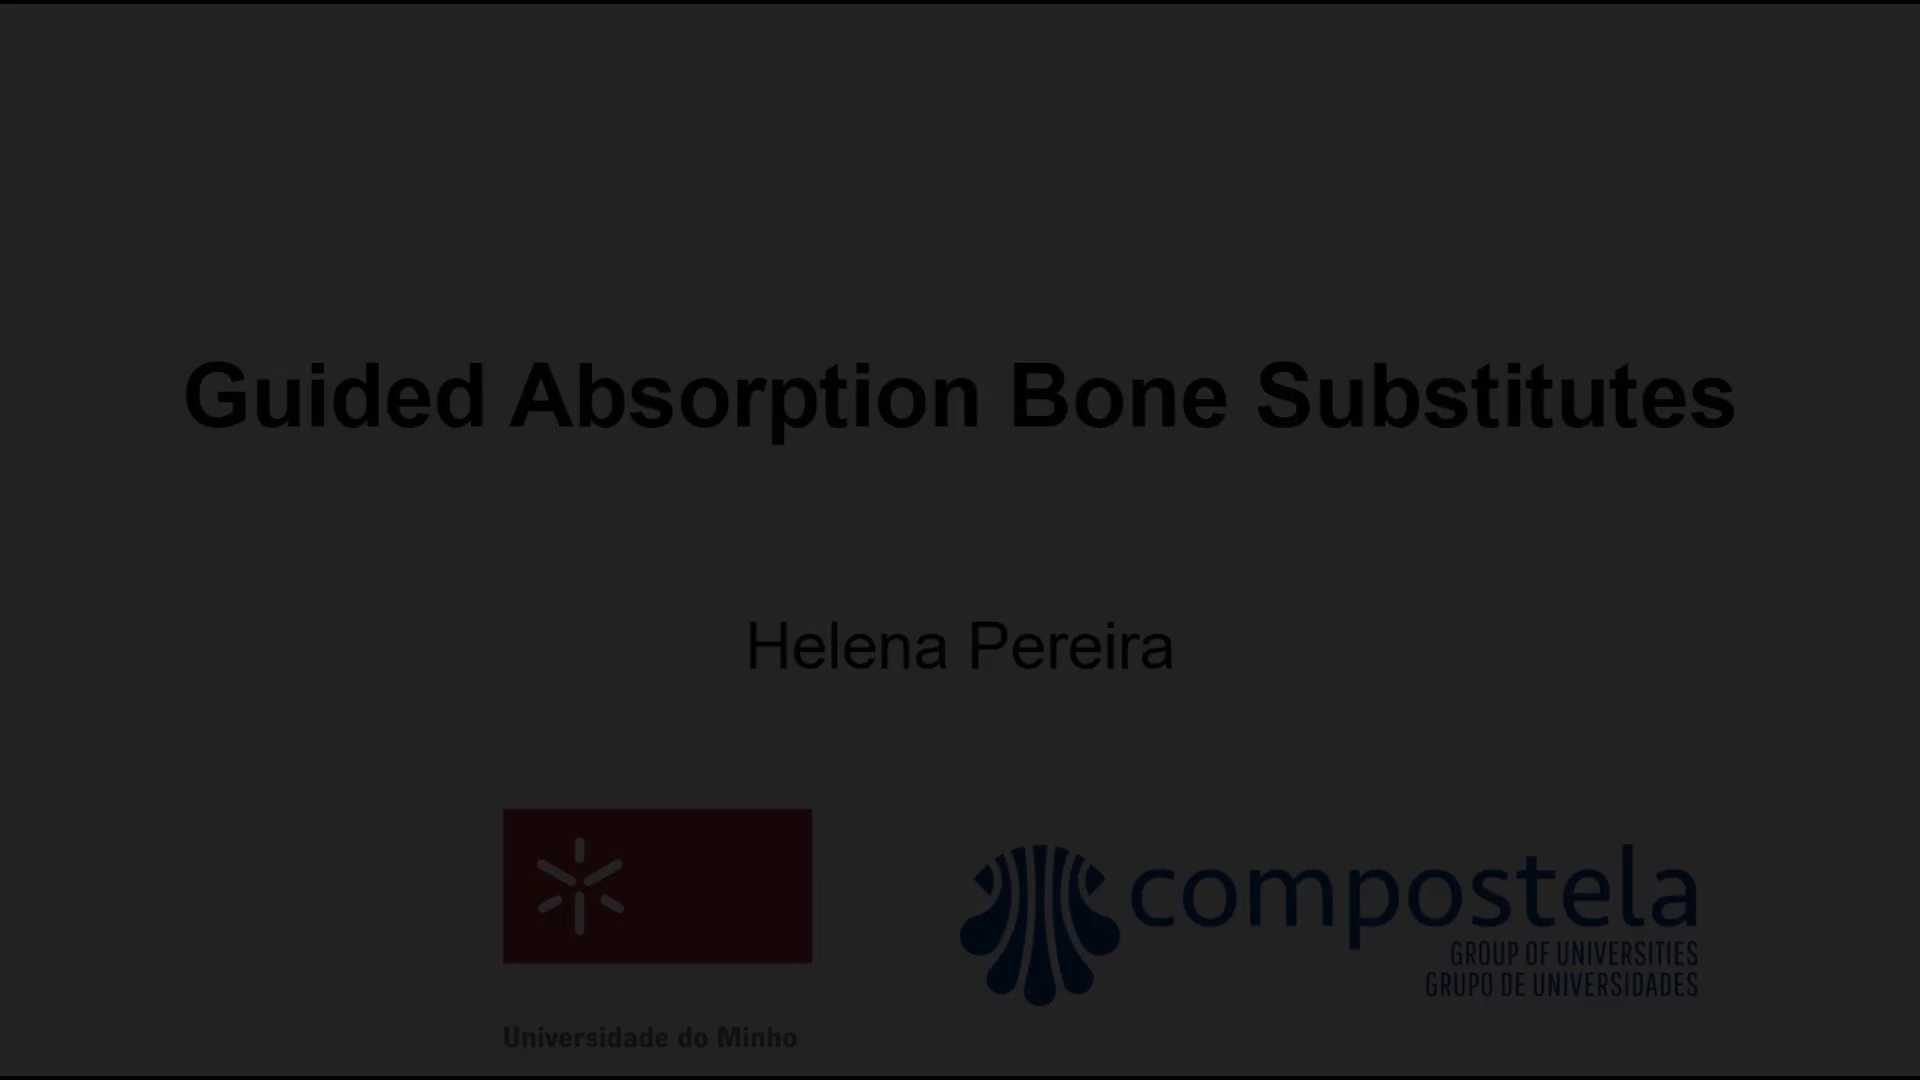 Guided Absorption Bone Substitutes
Helena Pereira
compostela
GROUP OF UNIVERSITIES
GRUPO DE UNIVERSIDADES
Universidade do Minho